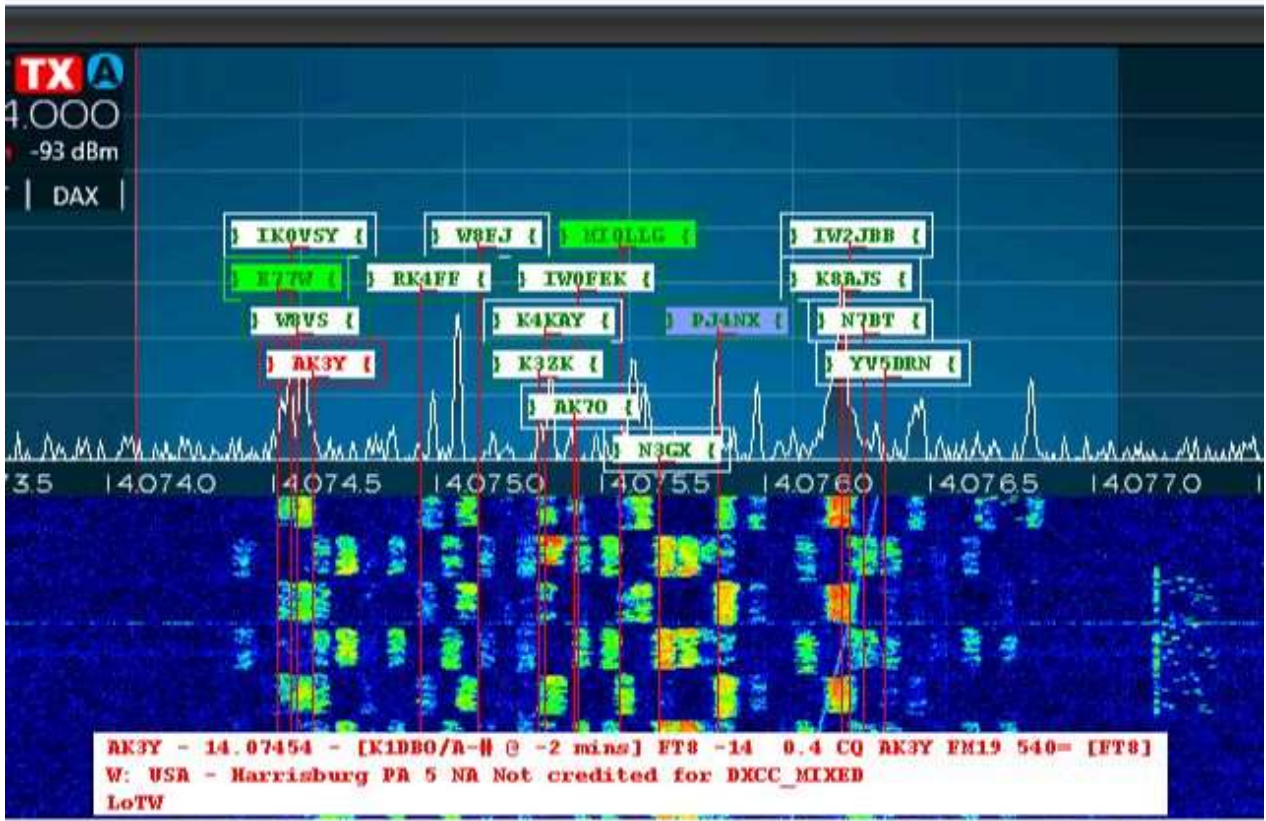 TX A
4.000
-93 dBm
| DAX |
} IK0VSY { } W8FJ { } MI0LLG { } IW2JBB {
} K77W { } RK4FF { } IW0FEK { } K8AJS {
} W8VS { } K4KAY { } PJ4NX { } N7BT {
} AK3Y { } K3ZK { } YV5DRN {
} AK7O {
N3GX {
73.5 14.074.0 14.074.5 14.075.0 14.075.5 14.076.0 14.076.5 14.077.0
AK3Y - 14.07454 - [K1DBO/A-# @ -2 mins] FT8 -14 0.4 CQ AK3Y FM19 540= [FT8]
W: USA - Harrisburg PA 5 NA Not credited for DXCC_MIXED
LoTW